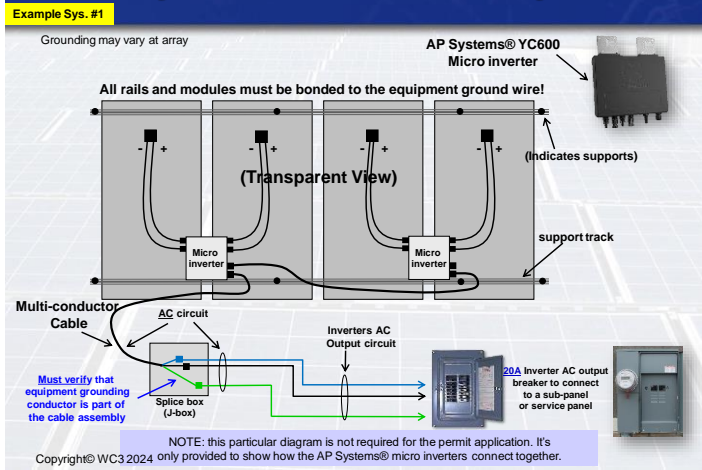 Example Sys. #1
Grounding may vary at array
AP Systems® YC600
Micro inverter
All rails and modules must be bonded to the equipment ground wire!
- +
- +
- +
- +
(Indicates supports)
(Transparent View)
Micro
inverter
Micro
inverter
support track
Multi-conductor
Cable
AC circuit
Inverters AC
Output circuit
Must verify that
equipment grounding
conductor is part of
the cable assembly
Splice box
(J-box)
20A Inverter AC output
breaker to connect
to a sub-panel
or service panel
NOTE: this particular diagram is not required for the permit application. It's
only provided to show how the AP Systems® micro inverters connect together.
Copyright© WC3 2024